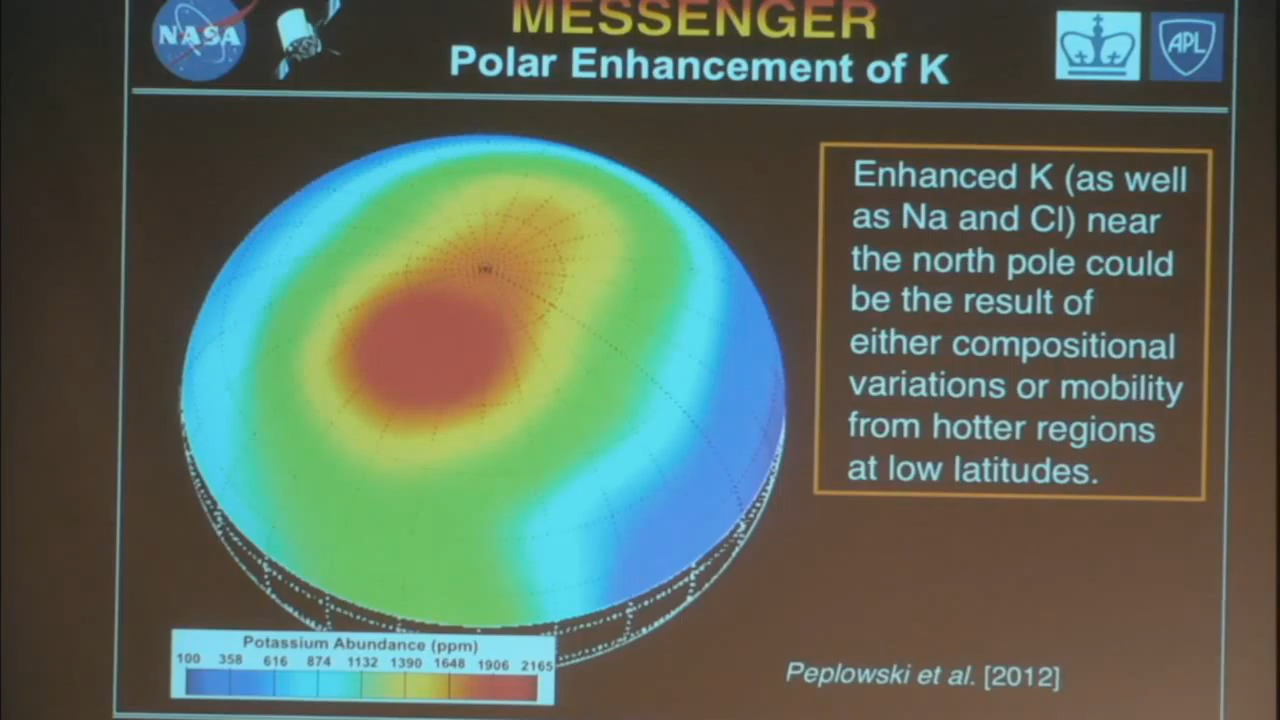 NASA
MESSENGER
APL
Polar Enhancement of K
Enhanced K (as well
as Na and Cl) near
the north pole could
be the result of
either compositional
variations or mobility
from hotter regions
at low latitudes.
Potassium Abundance (ppm)
100 358 616 874 1132 1390 1648 1906 2165
Peplowski et al. [2012]